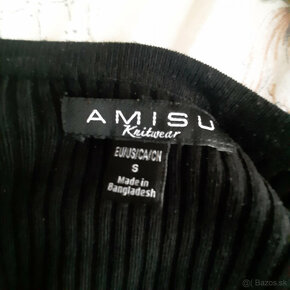 AMISU
Knitwear
EU/US/CA/CN
S
Made in
Bangladesh
Bazos.sk